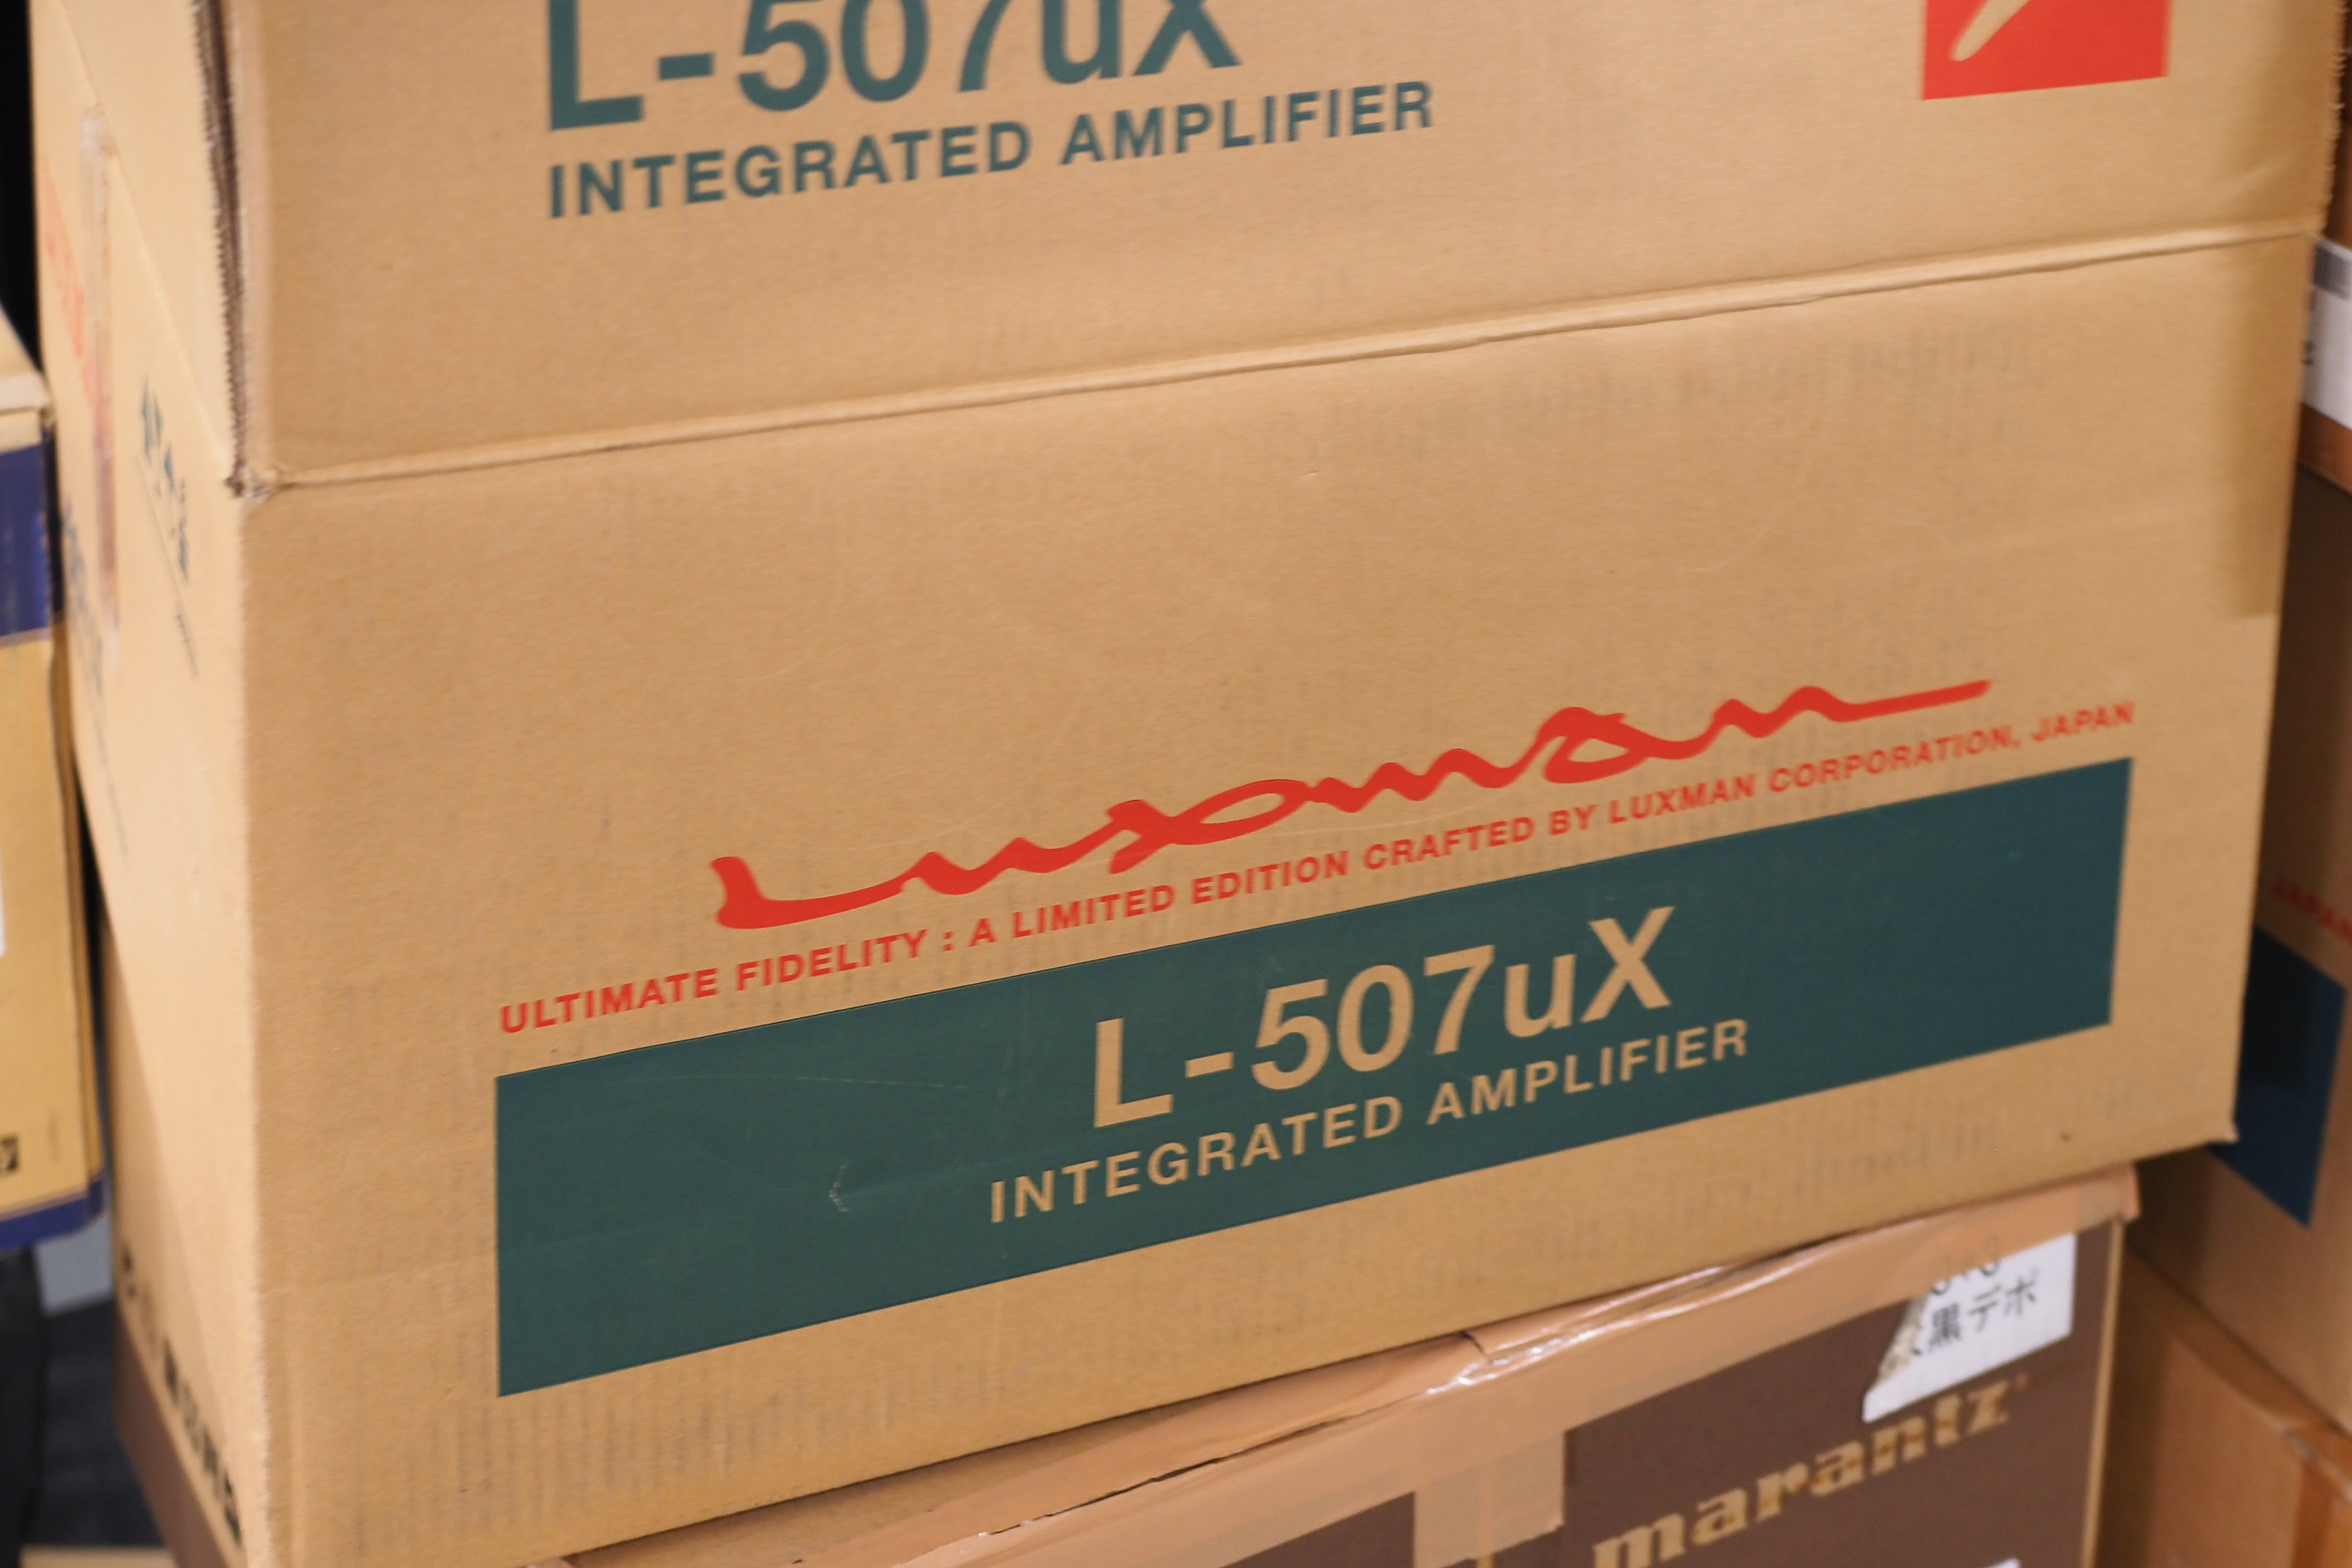 L-507uX
INTEGRATED AMPLIFIER
Luxman
ULTIMATE FIDELITY : A LIMITED EDITION CRAFTED BY LUXMAN CORPORATION, JAPAN
L-507uX
INTEGRATED AMPLIFIER
黒デポ
marantz
JAPAN